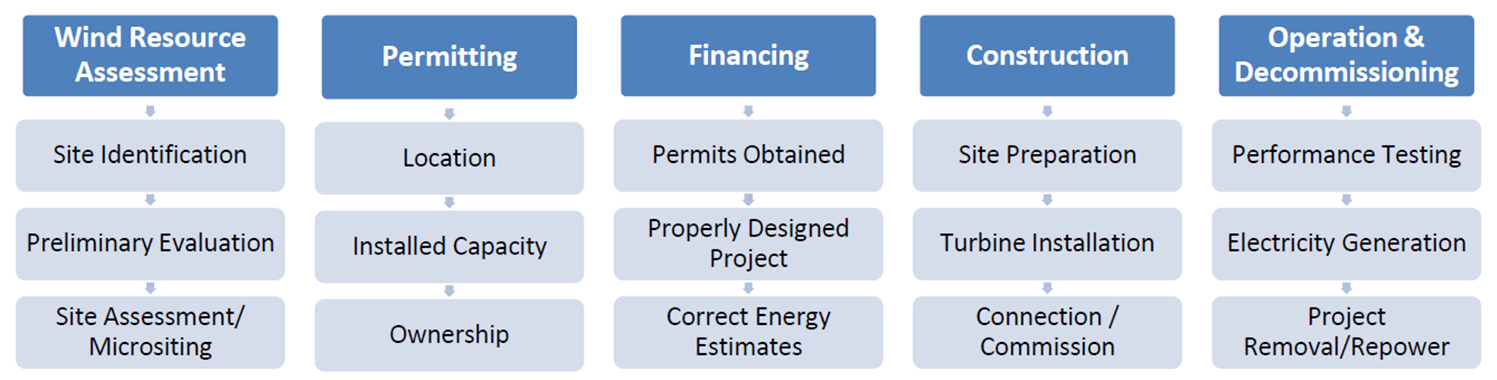 Wind Resource
Assessment
Site Identification
Preliminary Evaluation
Site Assessment/
Micrositing
Permitting
Location
Installed Capacity
Ownership
Financing
Permits Obtained
Properly Designed
Project
Correct Energy
Estimates
Construction
Site Preparation
Turbine Installation
Connection /
Commission
Operation &
Decommissioning
Performance Testing
Electricity Generation
Project
Removal/Repower